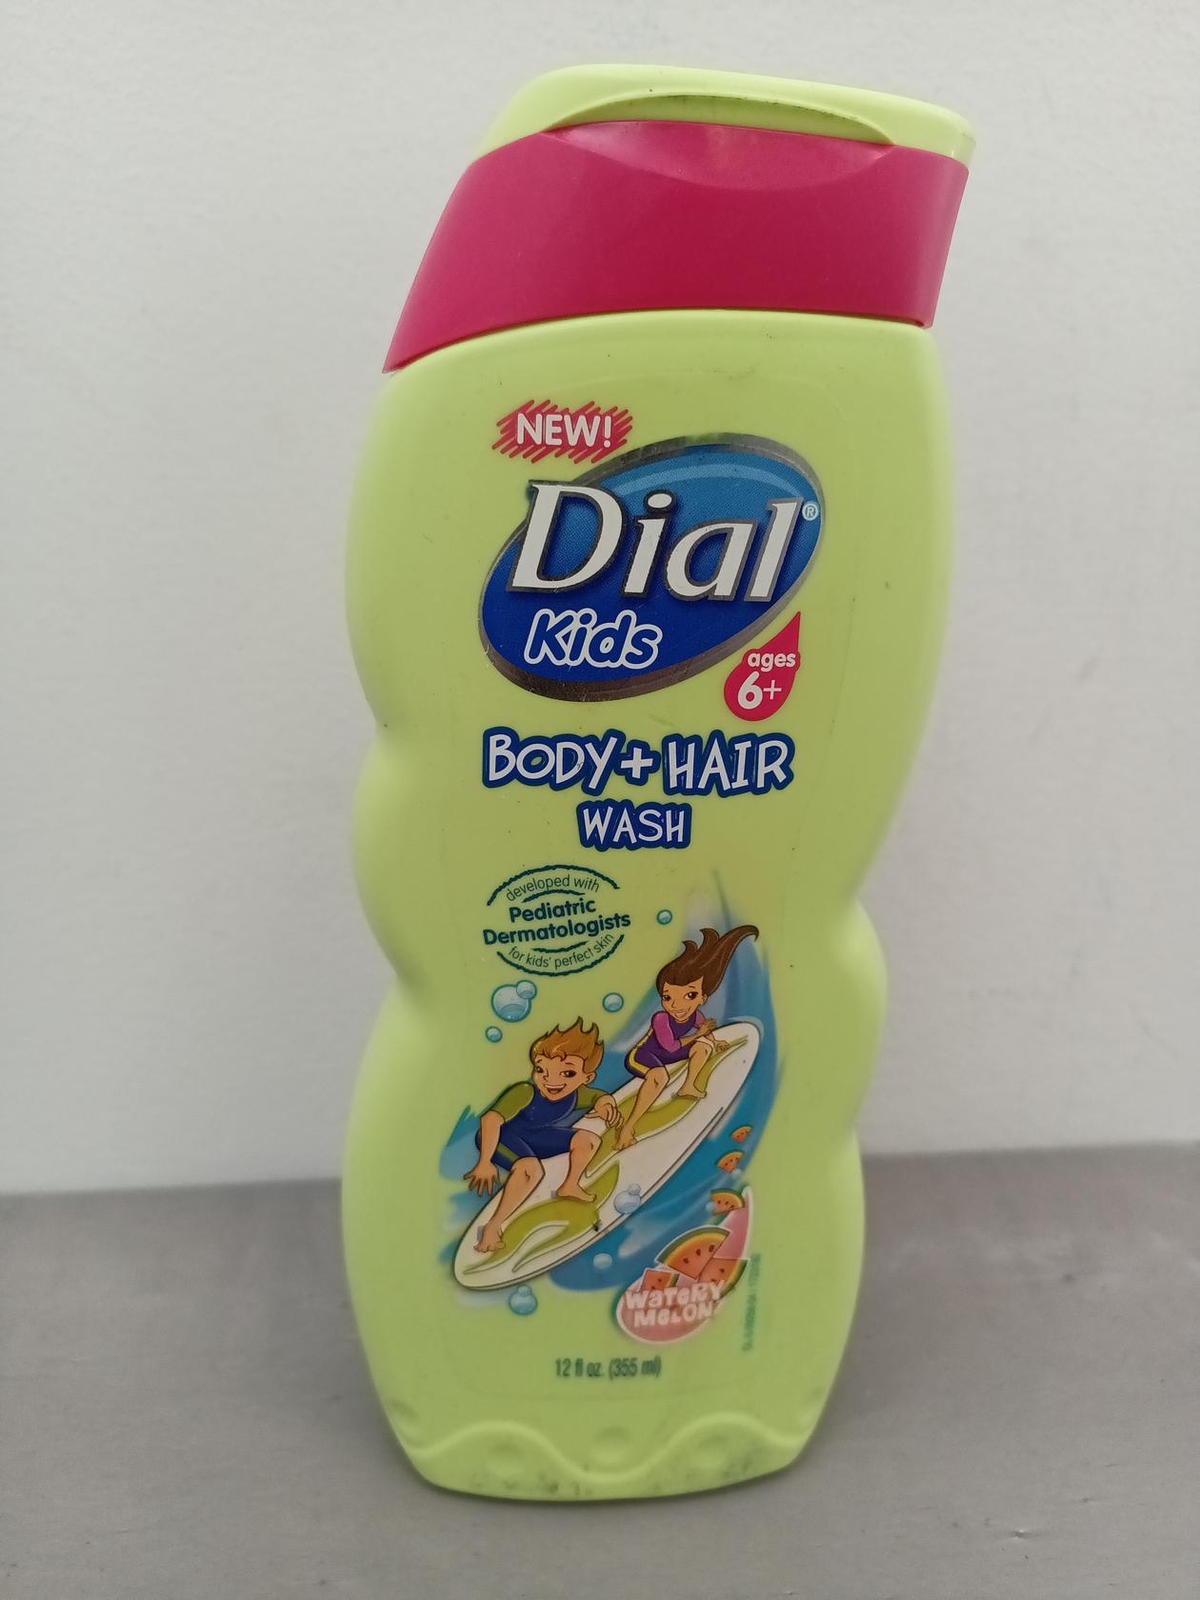 NEW!
Dial®
Kids
ages
6+
BODY+HAIR
WASH
developed with
Pediatric
Dermatologists
for kids' perfect skin
WATERY
MELON
12 fl oz. (355 ml)